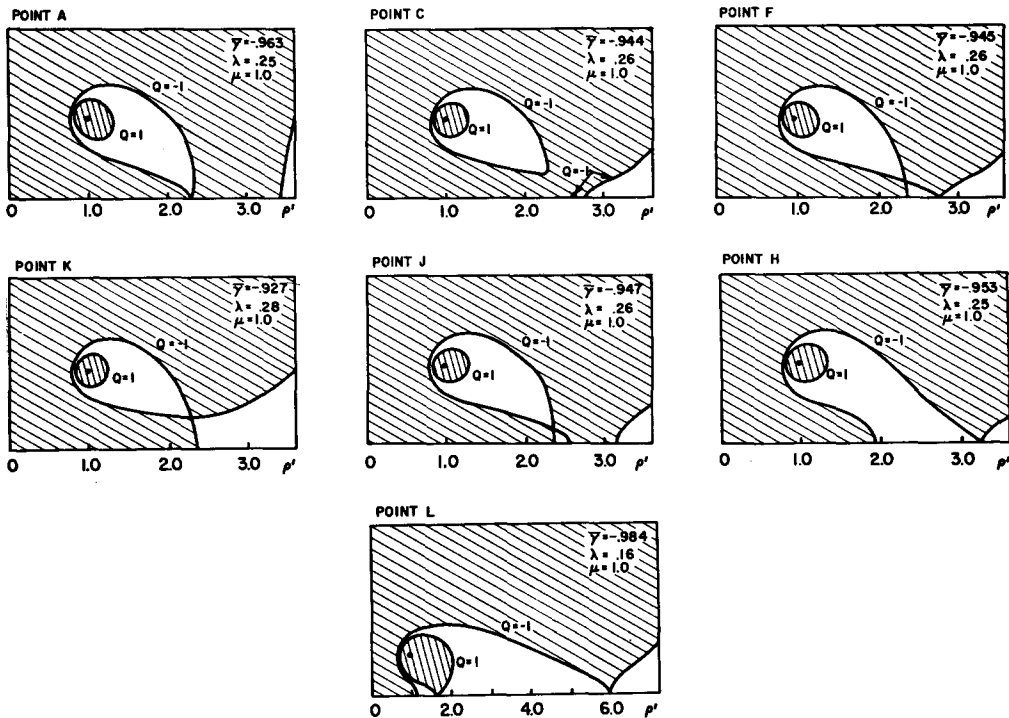 POINT A
γ̄=-.963
λ = .25
μ = 1.0
Q=-1
Q=1
0 1.0 2.0 3.0 ρ'
POINT C
γ̄=-.944
λ = .26
μ = 1.0
Q=-1
Q=1
Q=-1
0 1.0 2.0 3.0 ρ'
POINT F
γ̄=-.945
λ = .26
μ = 1.0
Q=-1
Q=1
0 1.0 2.0 3.0 ρ'
POINT K
γ̄=-.927
λ = .28
μ = 1.0
Q=-1
Q=1
0 1.0 2.0 3.0 ρ'
POINT J
γ̄=-.947
λ = .26
μ = 1.0
Q=-1
Q=1
0 1.0 2.0 3.0 ρ'
POINT H
γ̄=-.953
λ = .25
μ = 1.0
Q=-1
Q=1
0 1.0 2.0 3.0 ρ'
POINT L
γ̄=-.984
λ = .16
μ = 1.0
Q=-1
Q=1
0 2.0 4.0 6.0 ρ'